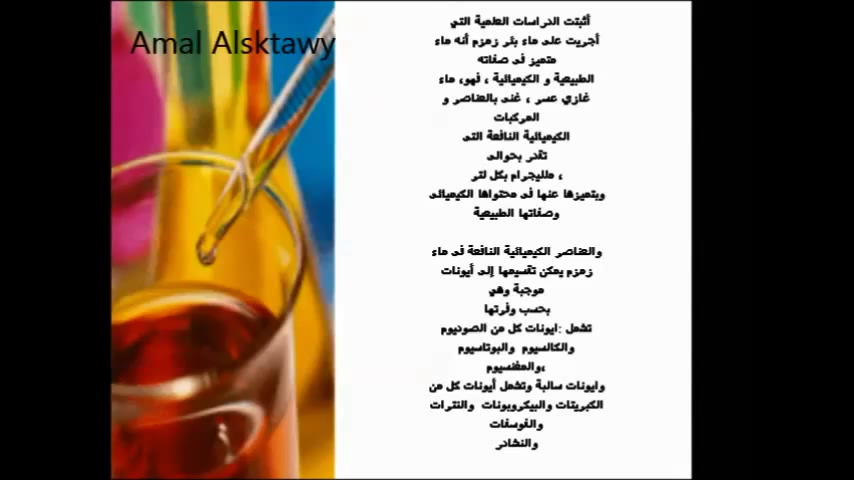 Amal Alsktawy
أثبتت الدراسات العلمية التي
أجريت على ماء بئر زمزم أنه ماء
متميز فى صفاته
الطبيعية و الكيميائية ، فهو، ماء
غازي عسر ، غنى بالعناصر و
المركبات
الكيميائية النافعة التى
تقدر بحوالى
، ملليجرام بكل لتر
ويتميزها عنها فى محتواها الكيميائى
وصفاتها الطبيعية
والعناصر الكيميائية النافعة فى ماء
زمزم يمكن تقسيمها إلى أيونات
موجبة وهي
بحسب وفرتها
تشمل :ايونات كل من الصوديوم
والكالسيوم والبوتاسيوم
،والمغنسيوم
وايونات سالبة وتشمل أيونات كل من
الكبريتات والبيكربونات والنترات
والفوسفات
والنشادر